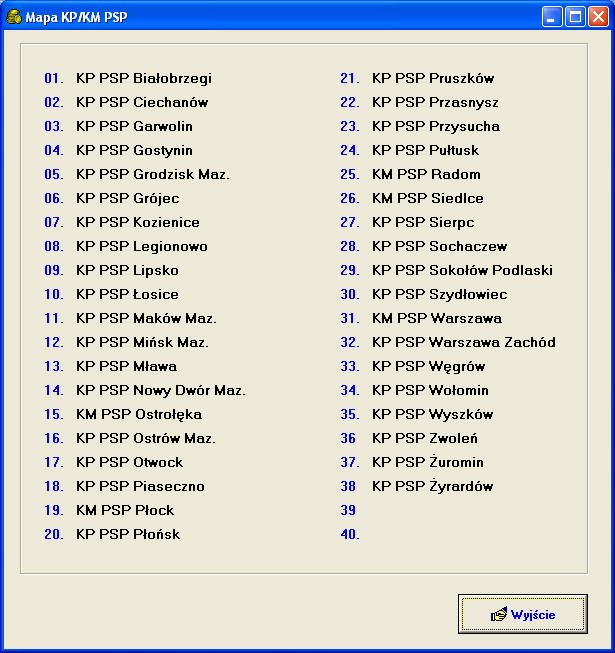 Mapa KP/KM PSP
01. KP PSP Białobrzegi
02. KP PSP Ciechanów
03. KP PSP Garwolin
04. KP PSP Gostynin
05. KP PSP Grodzisk Maz.
06. KP PSP Grójec
07. KP PSP Kozienice
08. KP PSP Legionowo
09. KP PSP Lipsko
10. KP PSP Łosice
11. KP PSP Maków Maz.
12. KP PSP Mińsk Maz.
13. KP PSP Mława
14. KP PSP Nowy Dwór Maz.
15. KM PSP Ostrołęka
16. KP PSP Ostrów Maz.
17. KP PSP Otwock
18. KP PSP Piaseczno
19. KM PSP Płock
20. KP PSP Płońsk
21. KP PSP Pruszków
22. KP PSP Przasnysz
23. KP PSP Przysucha
24. KP PSP Pułtusk
25. KM PSP Radom
26. KM PSP Siedlce
27. KP PSP Sierpc
28. KP PSP Sochaczew
29. KP PSP Sokołów Podlaski
30. KP PSP Szydłowiec
31. KM PSP Warszawa
32. KP PSP Warszawa Zachód
33. KP PSP Węgrów
34. KP PSP Wołomin
35. KP PSP Wyszków
36 KP PSP Zwoleń
37. KP PSP Żuromin
38 KP PSP Żyrardów
39
40.
Wyjście